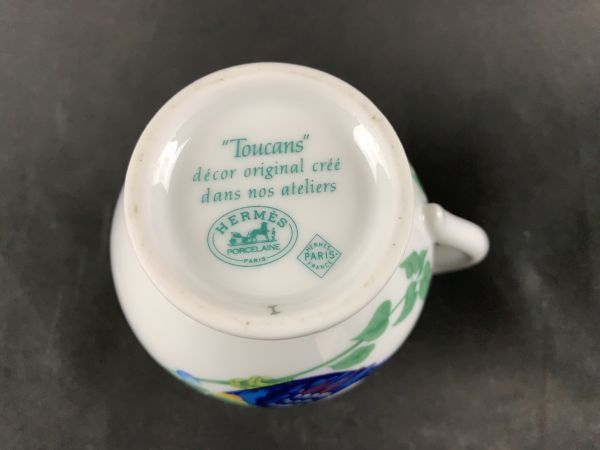 "Toucans"
décor original créé
dans nos ateliers
HERMÈS
PORCELAINE
PARIS
HERMÈS
PARIS
FRANCE
I